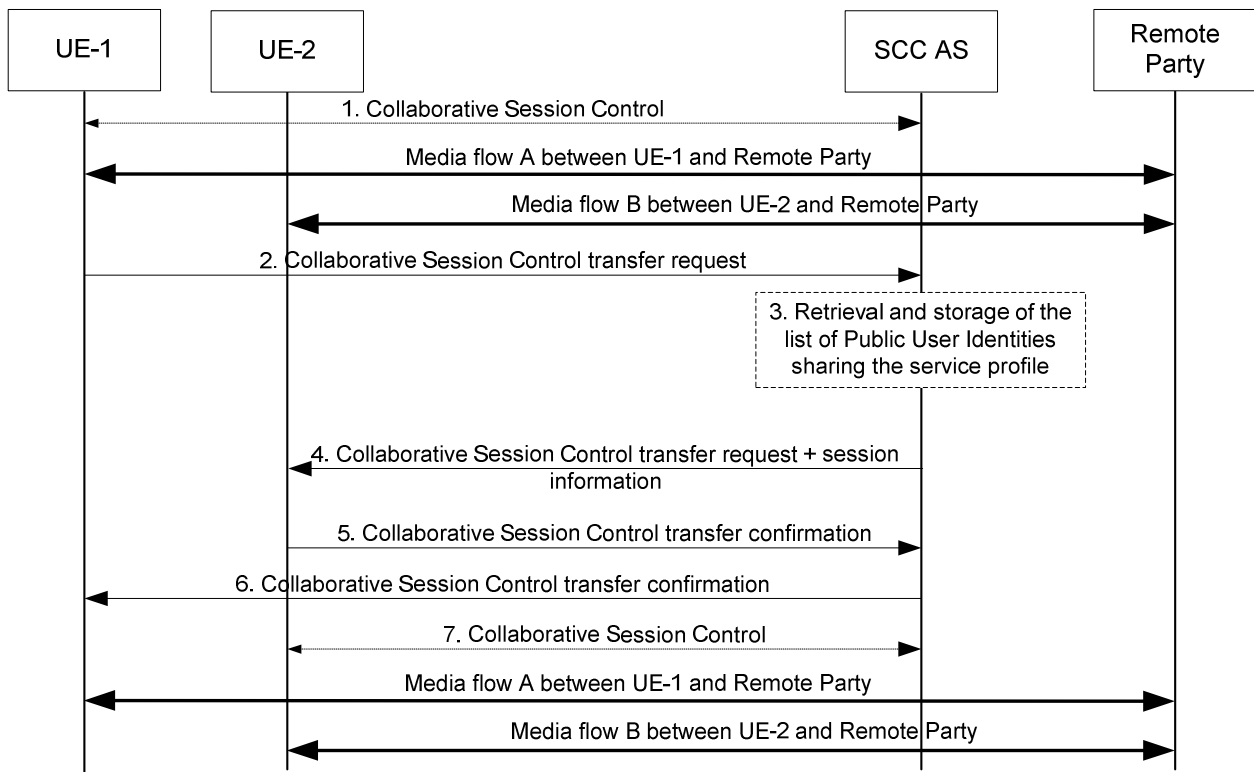 UE-1
UE-2
SCC AS
Remote
Party
1. Collaborative Session Control
Media flow A between UE-1 and Remote Party
Media flow B between UE-2 and Remote Party
2. Collaborative Session Control transfer request
3. Retrieval and storage of the
list of Public User Identities
sharing the service profile
4. Collaborative Session Control transfer request + session
information
5. Collaborative Session Control transfer confirmation
6. Collaborative Session Control transfer confirmation
7. Collaborative Session Control
Media flow A between UE-1 and Remote Party
Media flow B between UE-2 and Remote Party